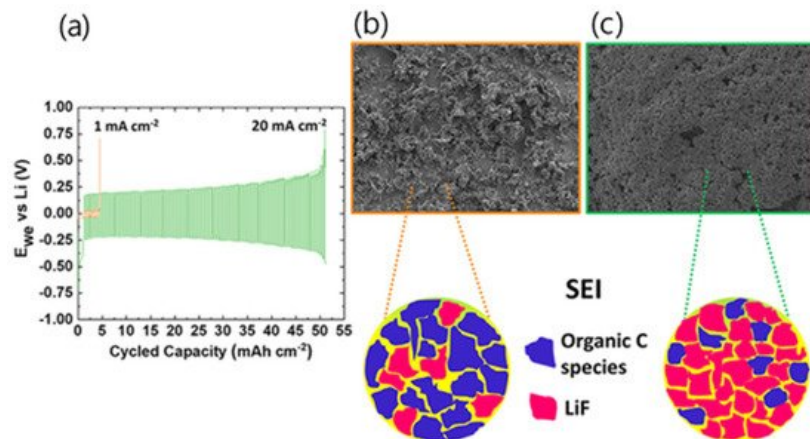 (a)
(b)
(c)
1.00
0.75
0.50
0.25
0.00
-0.25
-0.50
-0.75
-1.00
E_we vs Li (V)
1 mA cm⁻²
20 mA cm⁻²
0 5 10 15 20 25 30 35 40 45 50 55
Cycled Capacity (mAh cm⁻²)
SEI
Organic C
species
LiF